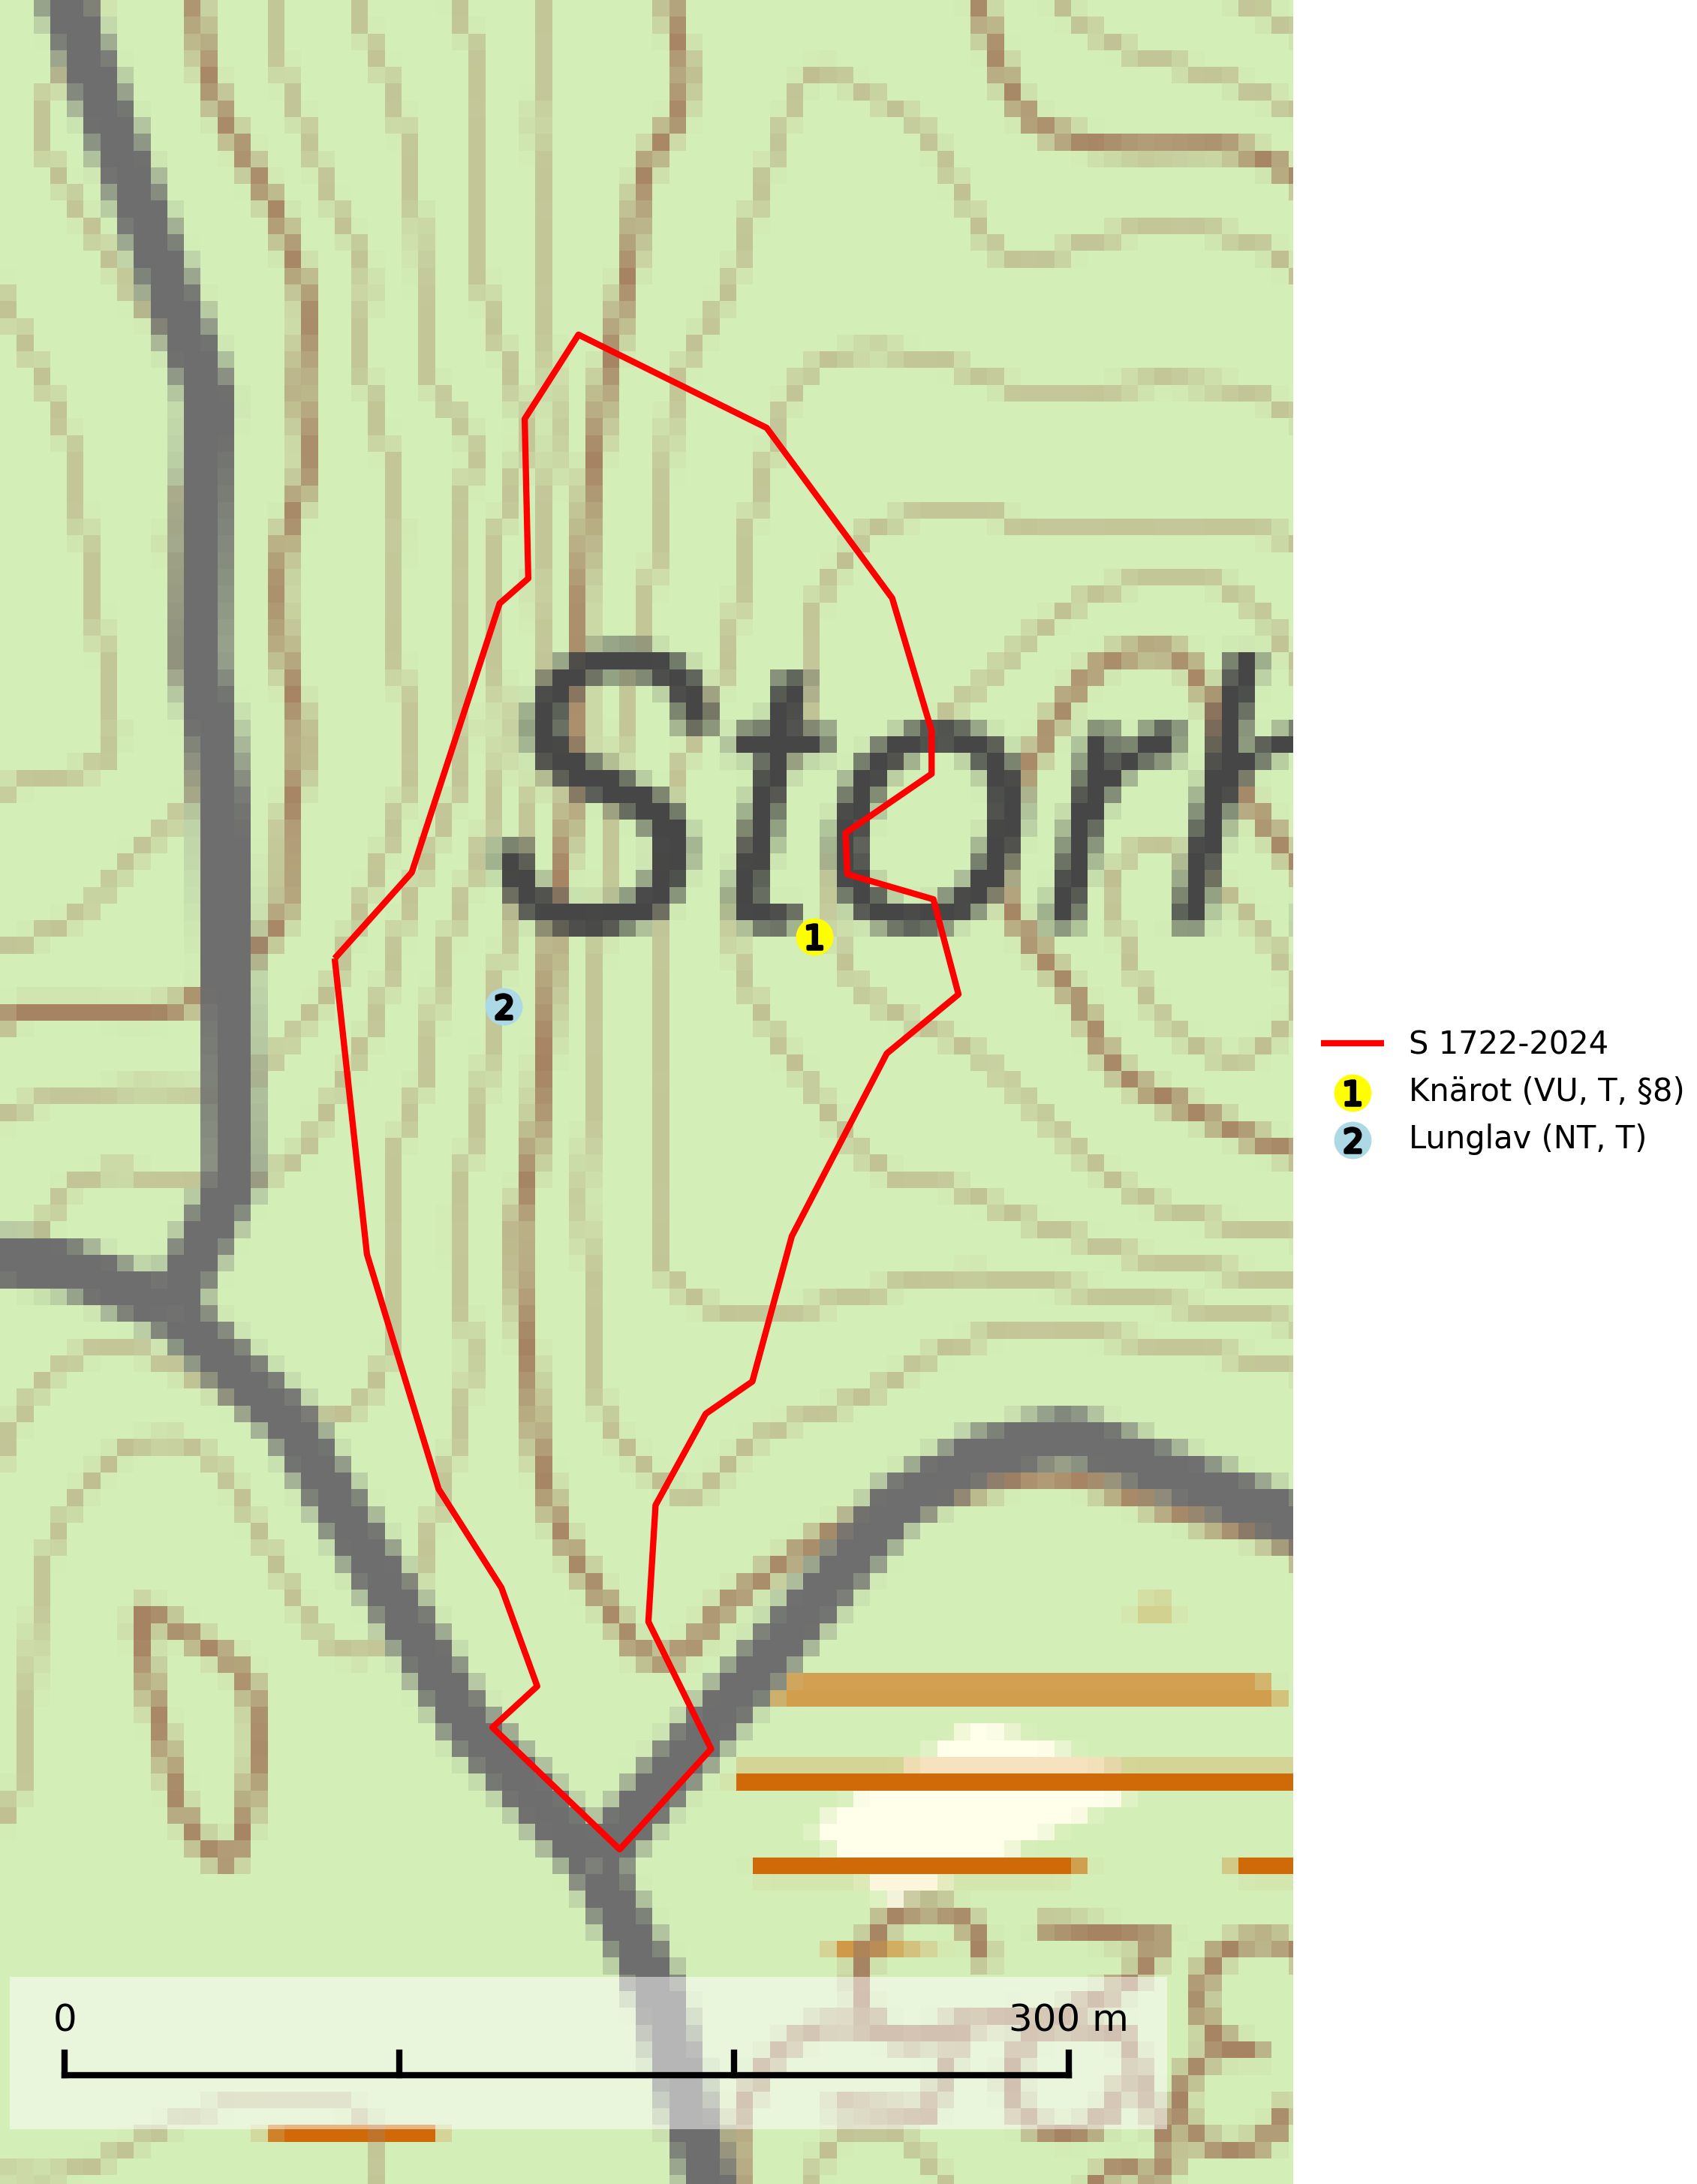 Stork
1
2
S 1722-2024
1 Knärot (VU, T, §8)
2 Lunglav (NT, T)
0 300 m